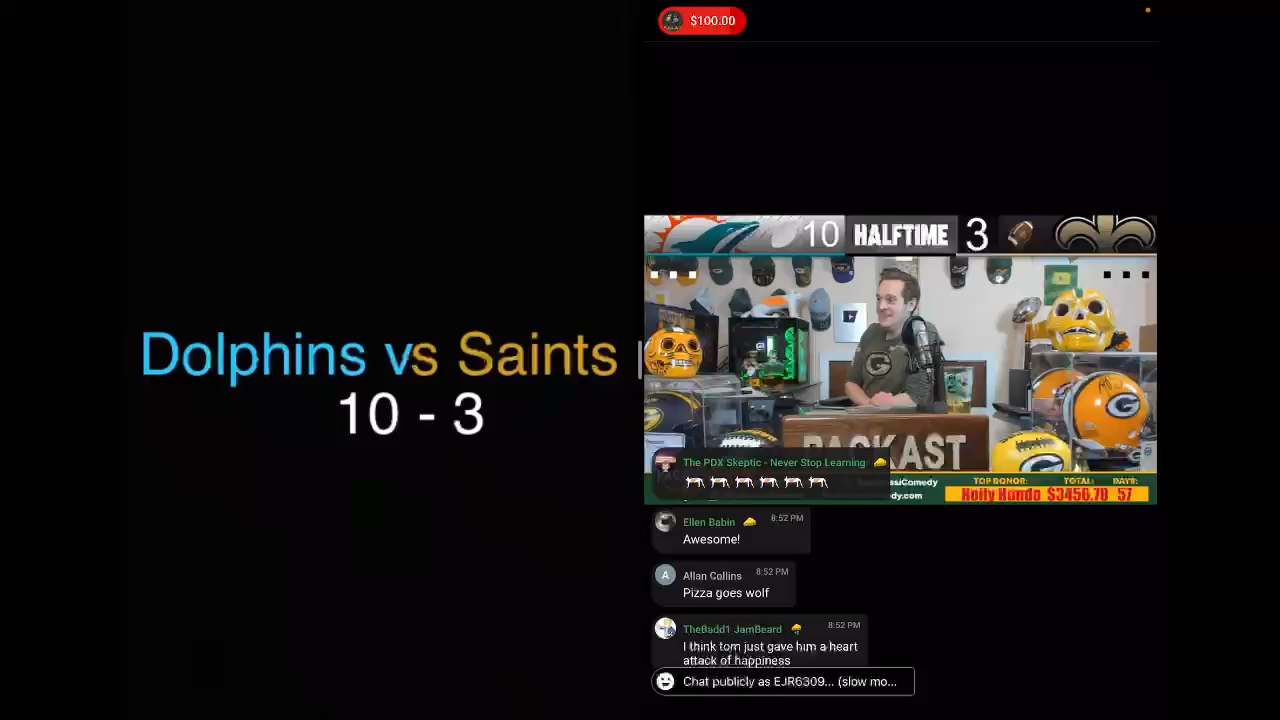 $100.00
Dolphins vs Saints
10 - 3
10 HALFTIME 3
PACKAST
The PDX Skeptic - Never Stop Learning
TOP DONOR: TOTAL: DAYS:
Holly Hundo $3456.78 57
Ellen Babin 8:52 PM
Awesome!
Allan Collins 8:52 PM
Pizza goes wolf
TheBadd1 JamBeard 8:52 PM
I think tom just gave him a heart
attack of happiness
Chat publicly as EJR6309... (slow mo...